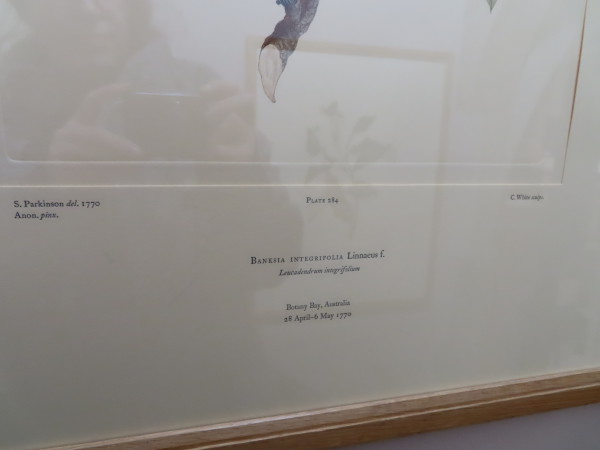 S. Parkinson del. 1770
Anon. pinx.
PLATE 284
C. White sculps.
BANKSIA INTEGRIFOLIA Linnaeus f.
Leucadendrum integrifolium
Botany Bay, Australia
28 April–6 May 1770